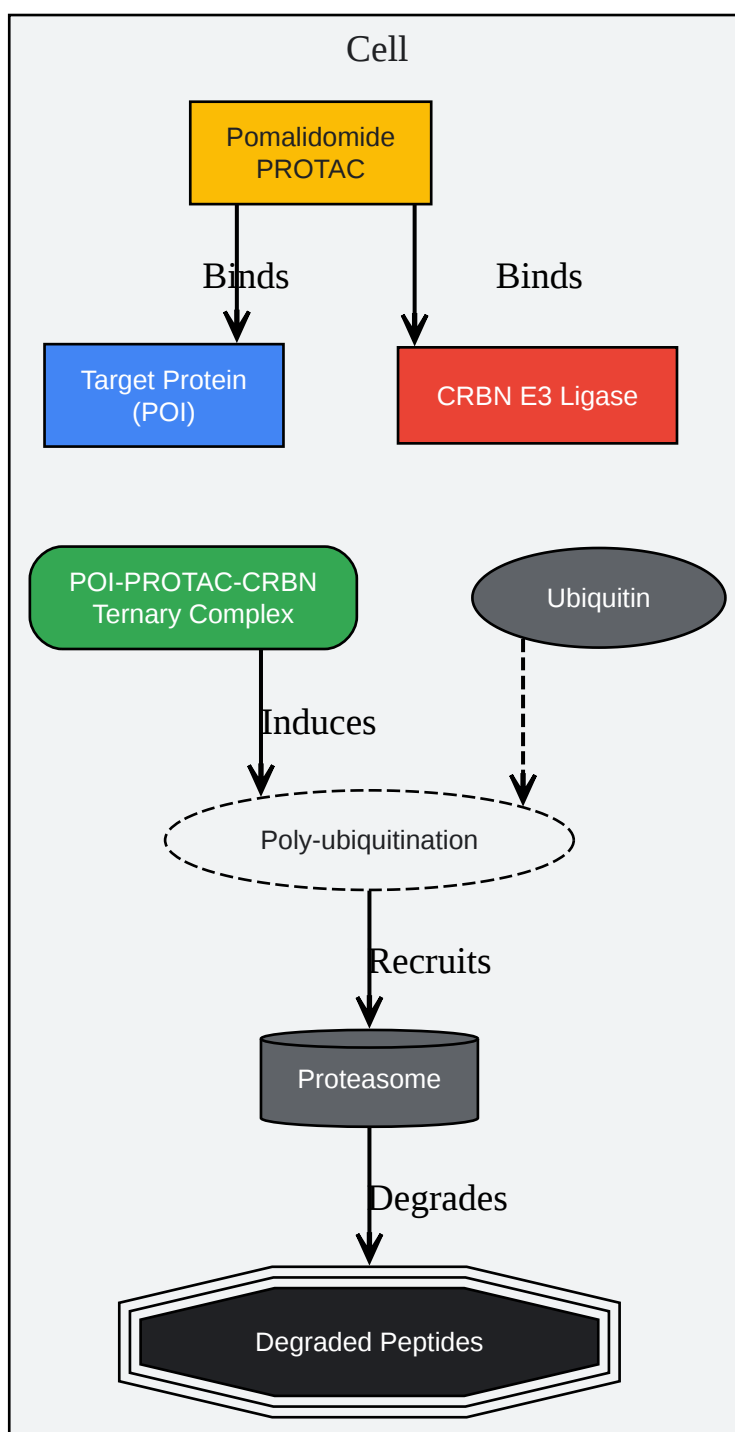 Cell
Pomalidomide
PROTAC
Binds
Binds
Target Protein
(POI)
CRBN E3 Ligase
POI-PROTAC-CRBN
Ternary Complex
Ubiquitin
Induces
Poly-ubiquitination
Recruits
Proteasome
Degrades
Degraded Peptides